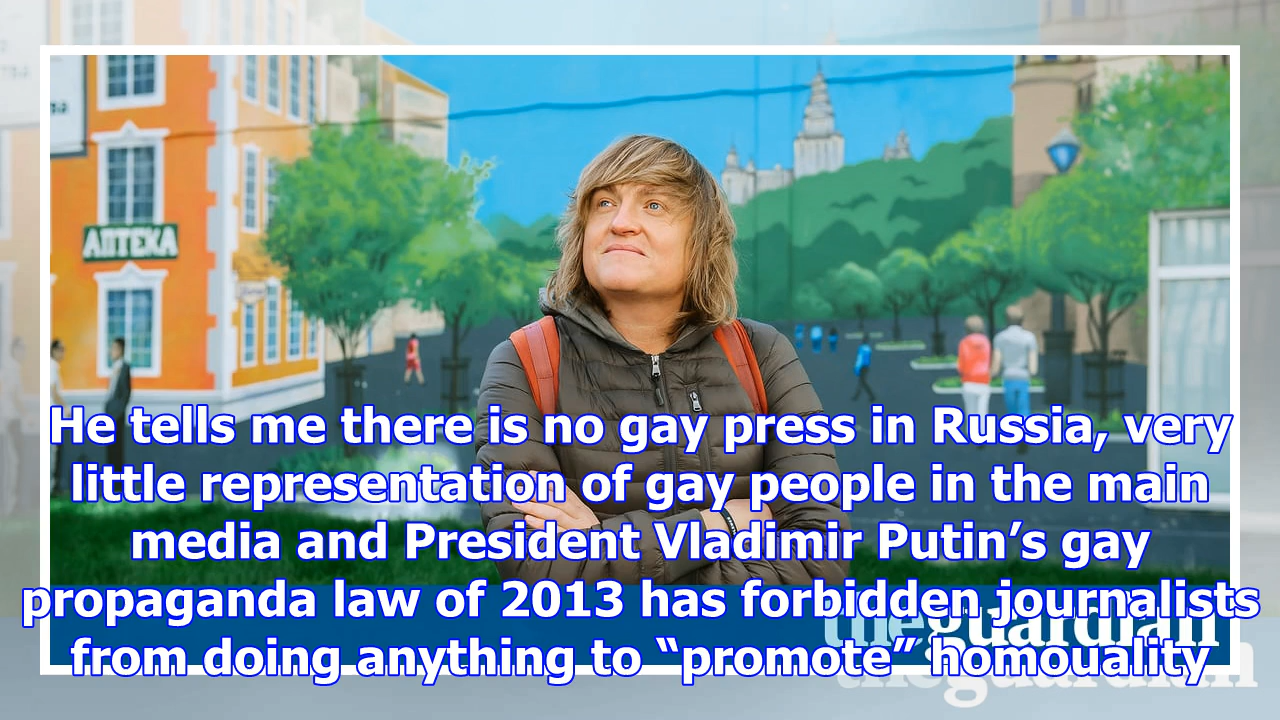 АПТЕКА
He tells me there is no gay press in Russia, very
little representation of gay people in the main
media and President Vladimir Putin’s gay
propaganda law of 2013 has forbidden journalists
from doing anything to “promote” homouality
theguardian
theguardian